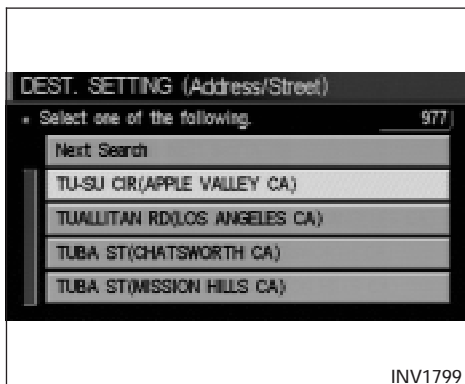 DEST. SETTING (Address/Street)
Select one of the following. 977
Next Search
TU-SU CIR(APPLE VALLEY CA)
TUALLITAN RD(LOS ANGELES CA)
TUBA ST(CHATSWORTH CA)
TUBA ST(MISSION HILLS CA)
INV1799